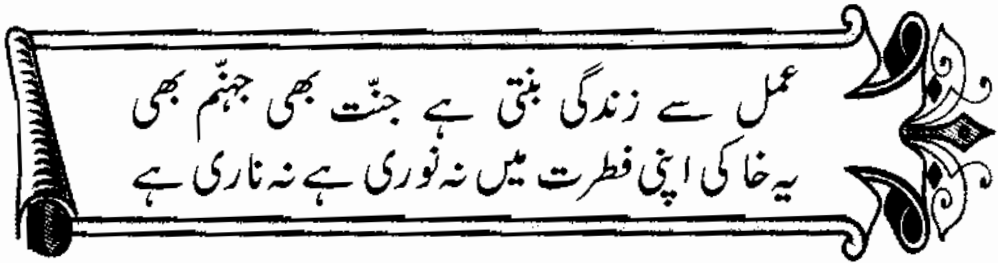 عمل سے زندگی بنتی ہے جنّت بھی جہنّم بھی
یہ خاکی اپنی فطرت میں نہ نوری ہے نہ ناری ہے